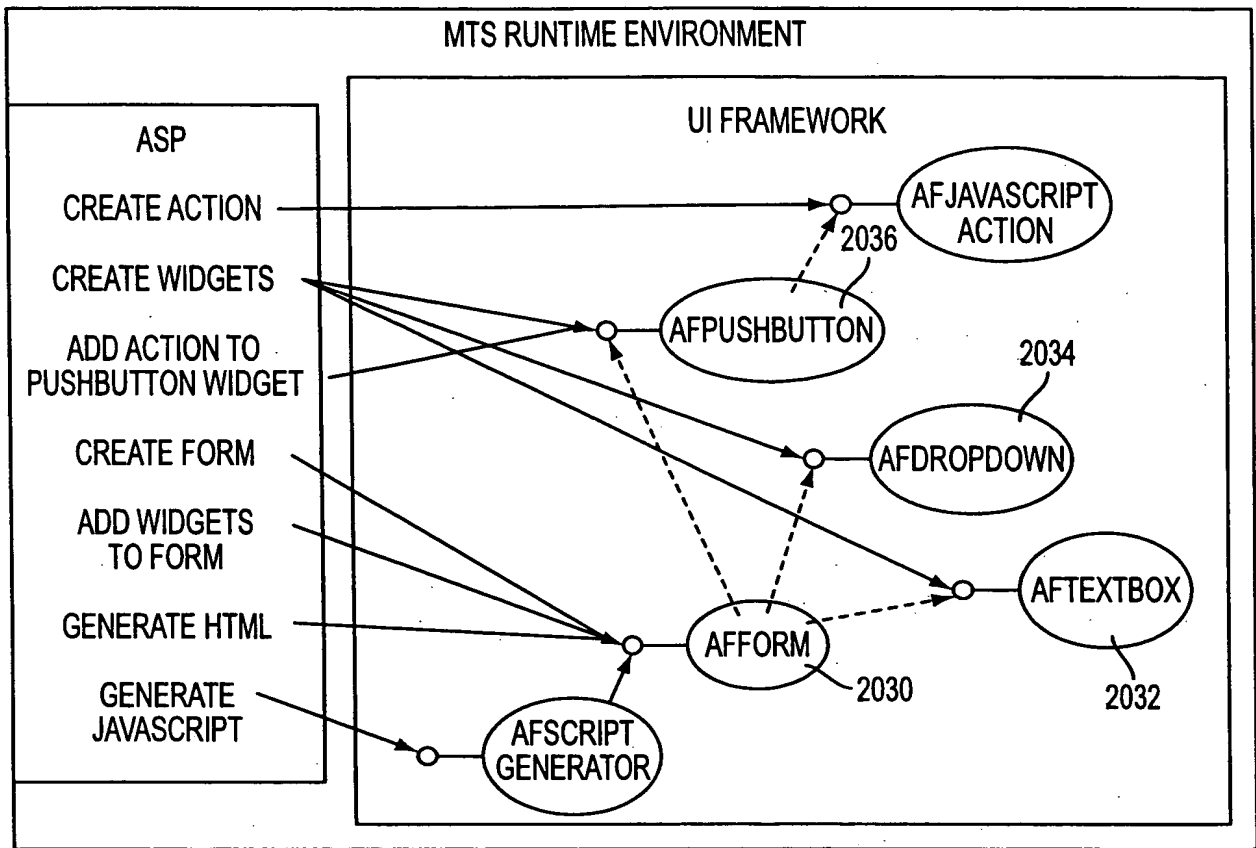 MTS RUNTIME ENVIRONMENT
ASP
CREATE ACTION
CREATE WIDGETS
ADD ACTION TO
PUSHBUTTON WIDGET
CREATE FORM
ADD WIDGETS
TO FORM
GENERATE HTML
GENERATE
JAVASCRIPT
UI FRAMEWORK
AFJAVASCRIPT
ACTION
2036
AFPUSHBUTTON
2034
AFDROPDOWN
AFTEXTBOX
2032
AFFORM
2030
AFSCRIPT
GENERATOR